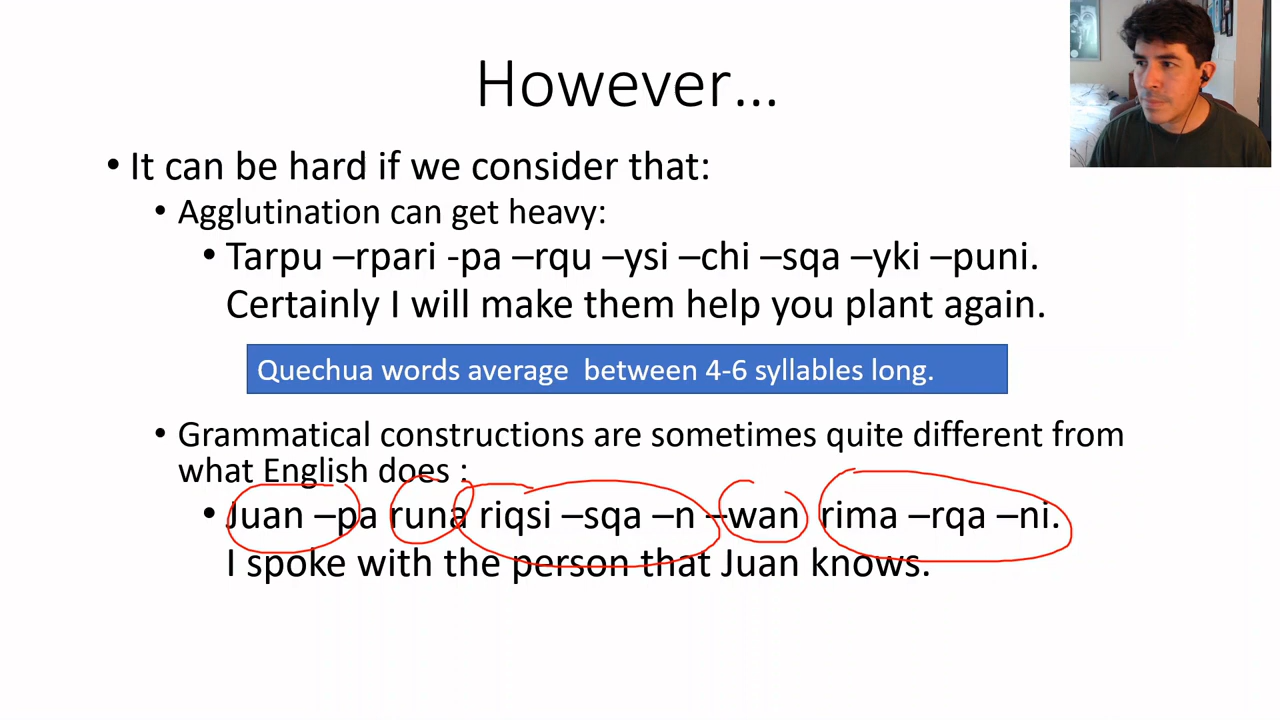 However…
• It can be hard if we consider that:
• Agglutination can get heavy:
• Tarpu –rpari -pa –rqu –ysi –chi –sqa –yki –puni.
Certainly I will make them help you plant again.
Quechua words average between 4-6 syllables long.
• Grammatical constructions are sometimes quite different from
what English does :
• Juan –pa runa riqsi –sqa –n –wan rima –rqa –ni.
I spoke with the person that Juan knows.